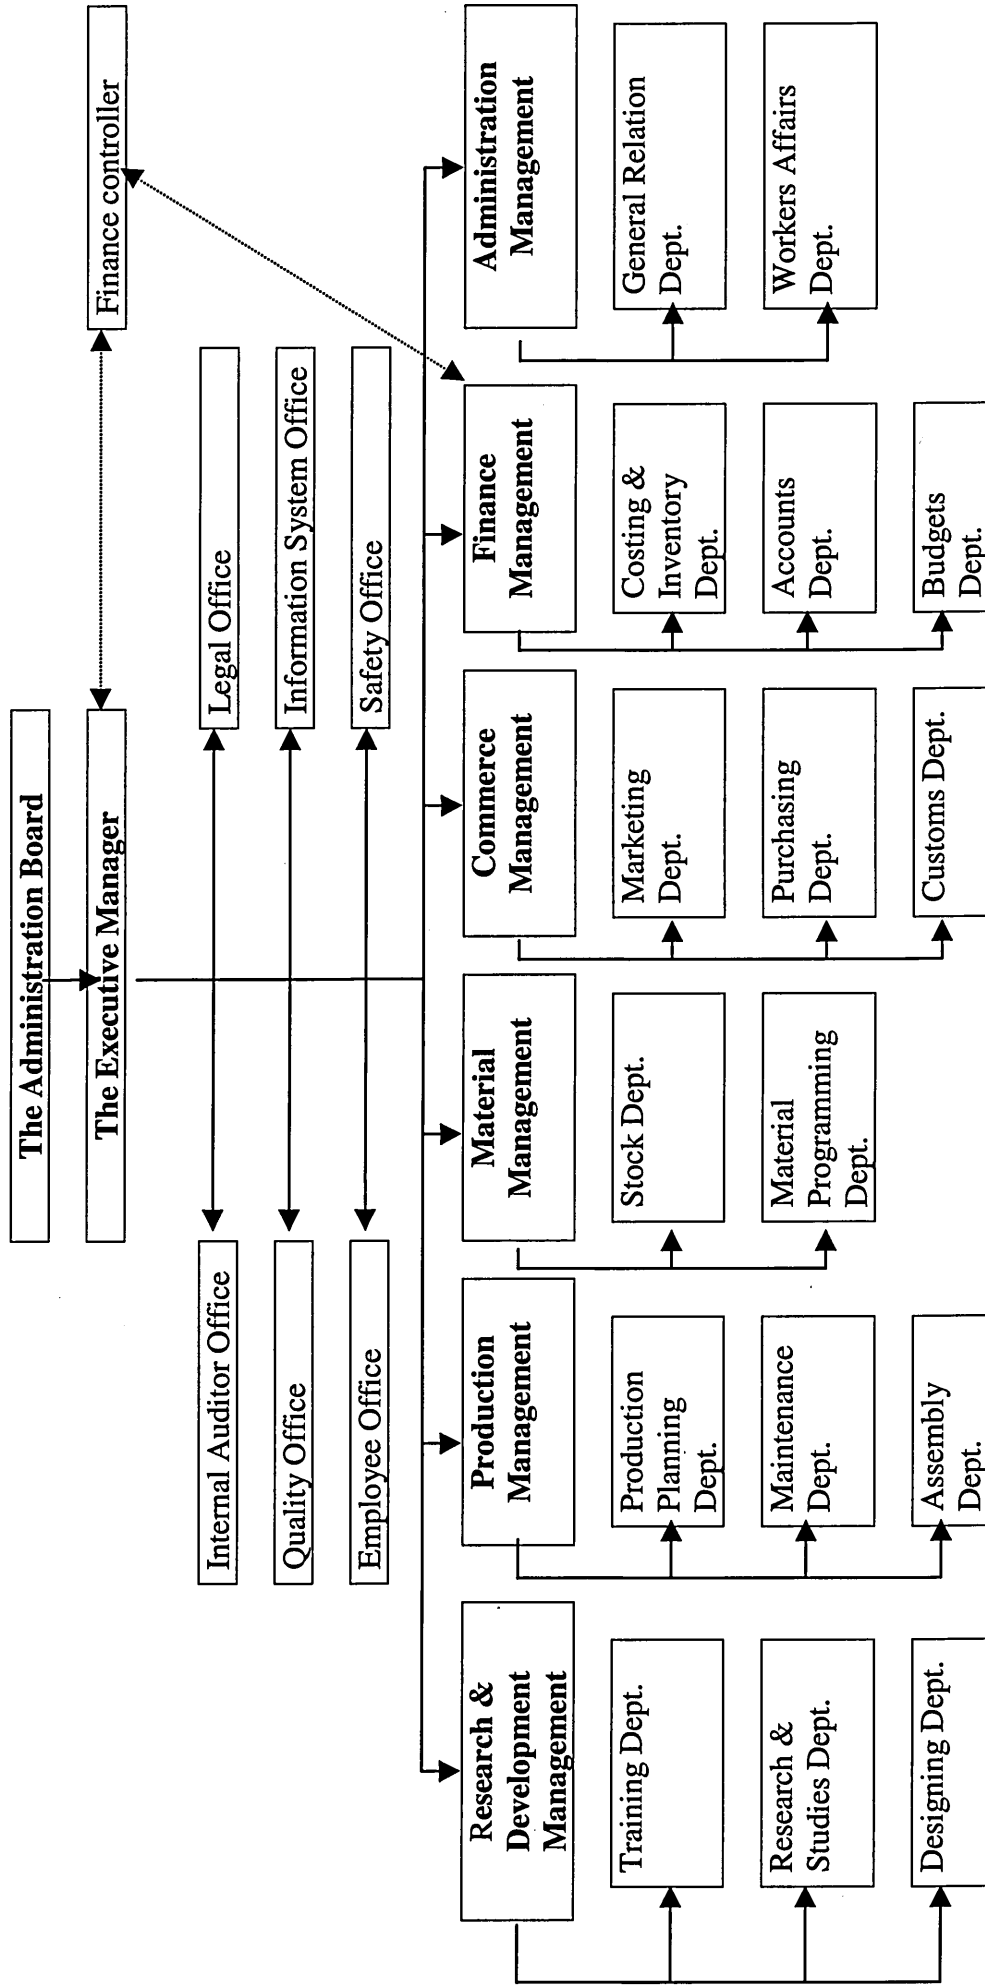 The Administration Board
The Executive Manager
Finance controller
Internal Auditor Office
Legal Office
Quality Office
Information System Office
Employee Office
Safety Office
Research &
Development
Management
Training Dept.
Research &
Studies Dept.
Designing Dept.
Production
Management
Production
Planning
Dept.
Maintenance
Dept.
Assembly
Dept.
Material
Management
Stock Dept.
Material
Programming
Dept.
Commerce
Management
Marketing
Dept.
Purchasing
Dept.
Customs Dept.
Finance
Management
Costing &
Inventory
Dept.
Accounts
Dept.
Budgets
Dept.
Administration
Management
General Relation
Dept.
Workers Affairs
Dept.